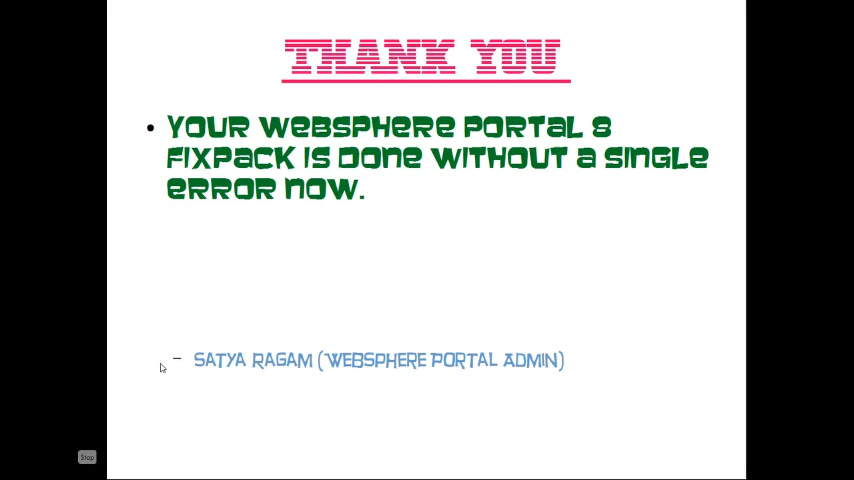 THANK YOU
• YOUR WEBSPHERE PORTAL 8
FIXPACK IS DONE WITHOUT A SINGLE
ERROR NOW.
– SATYA RAGAM (WEBSPHERE PORTAL ADMIN)
Stop